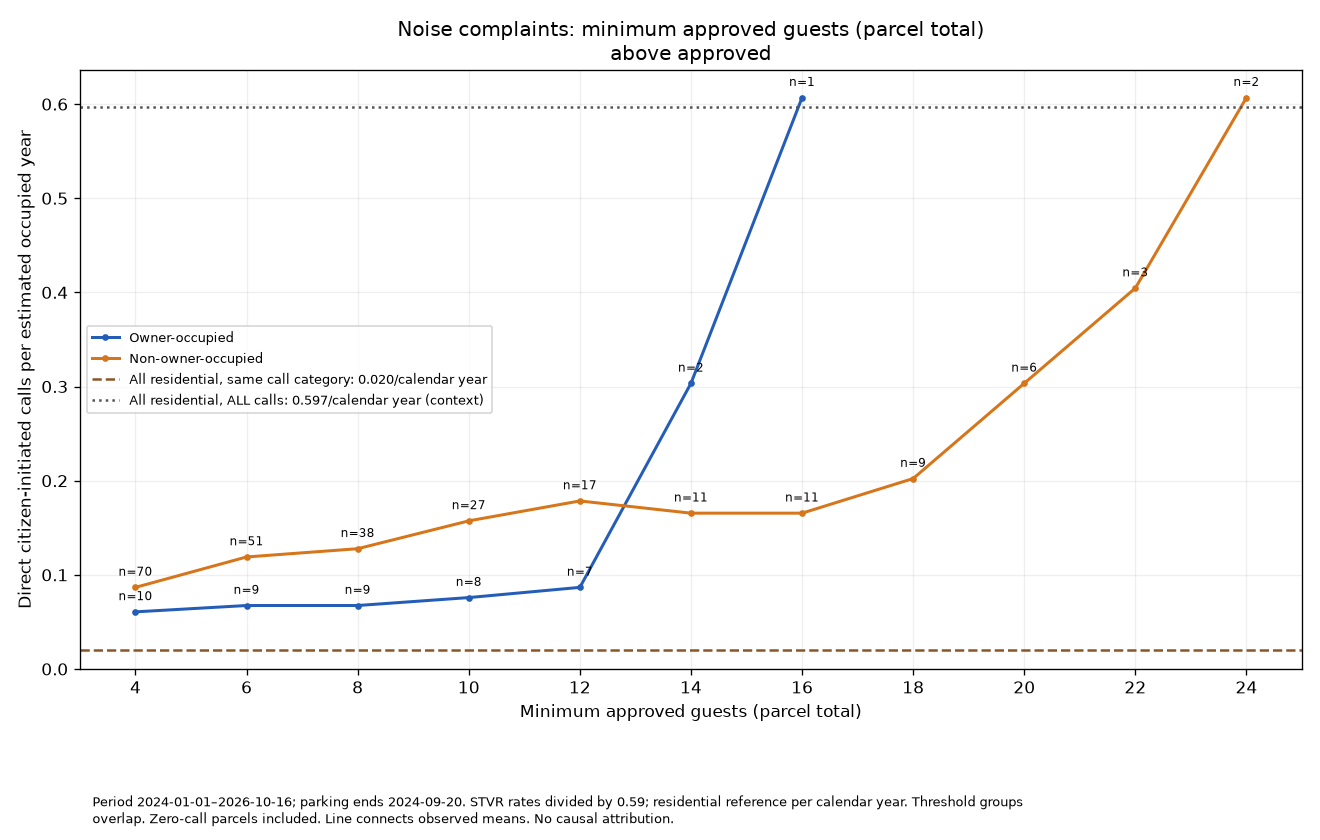 Noise complaints: minimum approved guests (parcel total)
above approved
Direct citizen-initiated calls per estimated occupied year
0.6
0.5
0.4
0.3
0.2
0.1
0.0
n=1
n=2
n=3
n=2
n=6
n=9
n=17
n=11
n=11
n=27
n=38
n=51
n=70
n=10
n=9
n=9
n=8
n=7
Owner-occupied
Non-owner-occupied
All residential, same call category: 0.020/calendar year
All residential, ALL calls: 0.597/calendar year (context)
4 6 8 10 12 14 16 18 20 22 24
Minimum approved guests (parcel total)
Period 2024-01-01–2026-10-16; parking ends 2024-09-20. STVR rates divided by 0.59; residential reference per calendar year. Threshold groups
overlap. Zero-call parcels included. Line connects observed means. No causal attribution.